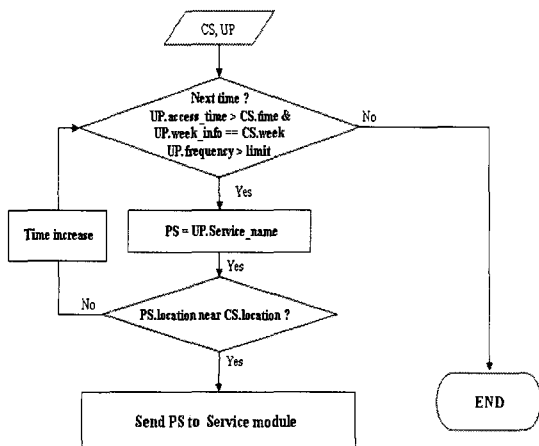 CS, UP
Next time ?
UP.access_time > CS.time &
UP.week_info == CS.week
UP.frequency > limit
No
Yes
Time increase
PS = UP.Service_name
Yes
No
PS.location near CS.location ?
Yes
Send PS to Service module
END